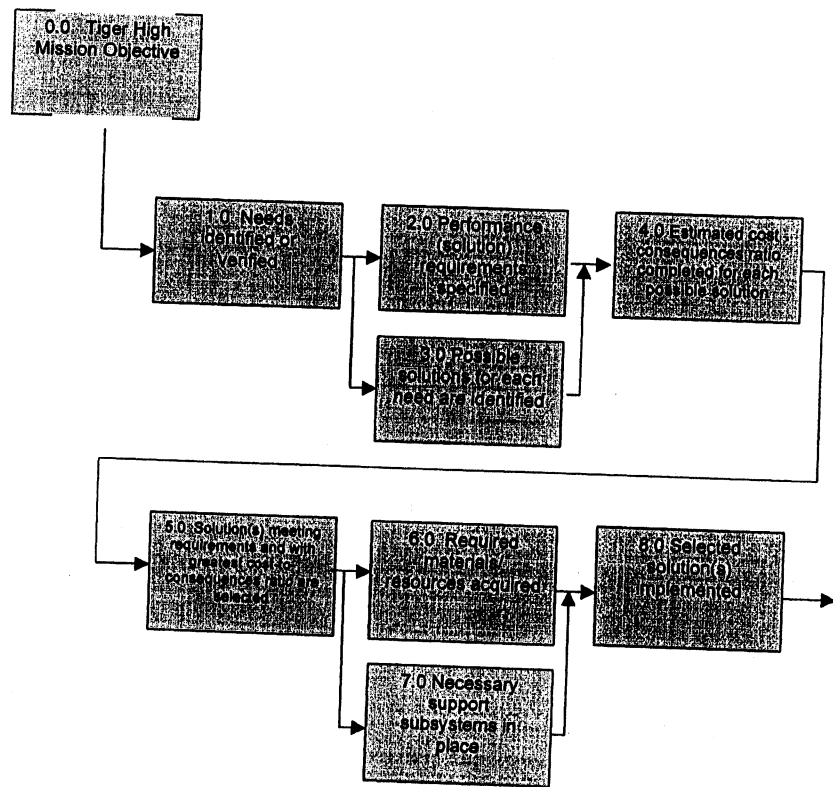 0.0. Tiger High
Mission Objective
1.0 Needs
Identified or
Verified
2.0 Performance
(solution)
requirements
specified
4.0 Estimated cost
consequences ratio
completed for each
possible solution
3.0 Possible
solutions for each
need are identified
5.0 Solution(s) meeting
requirements and with
greatest cost to
consequences ratio are
selected
6.0 Required
materials,
resources acquired
8.0 Selected
solution(s)
implemented
7.0 Necessary
support
subsystems in
place